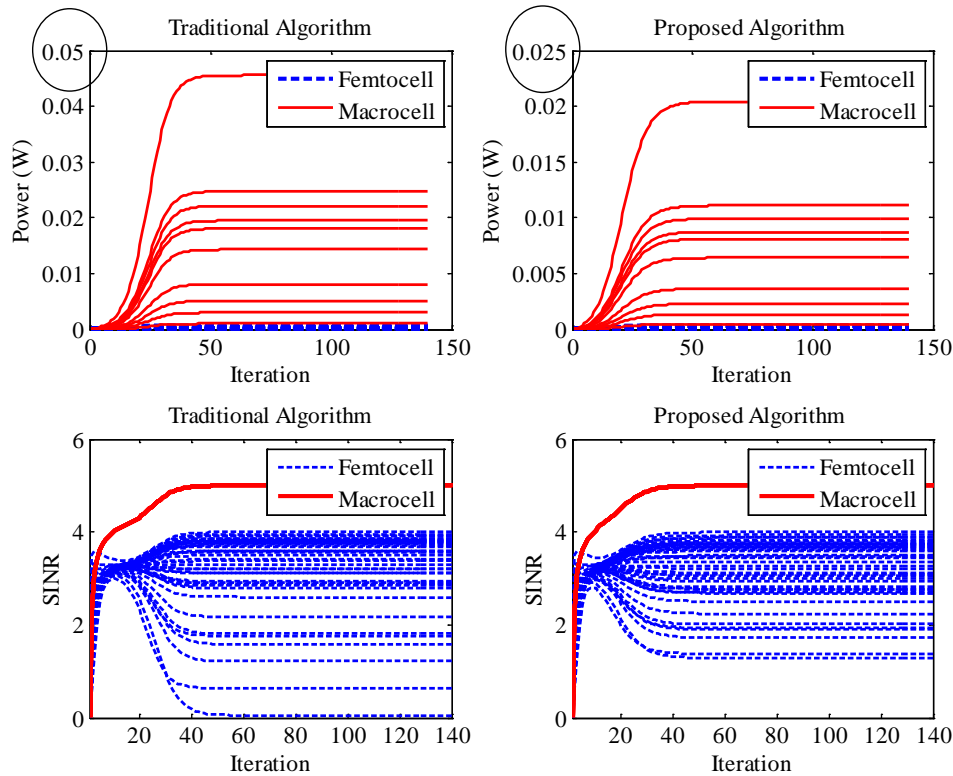 Traditional Algorithm
0.05
0.04
0.03
0.02
0.01
0
Power (W)
Femtocell
Macrocell
0 50 100 150
Iteration
Proposed Algorithm
0.025
0.02
0.015
0.01
0.005
0
Power (W)
Femtocell
Macrocell
0 50 100 150
Iteration
Traditional Algorithm
6
4
2
0
SINR
Femtocell
Macrocell
20 40 60 80 100 120 140
Iteration
Proposed Algorithm
6
4
2
0
SINR
Femtocell
Macrocell
20 40 60 80 100 120 140
Iteration